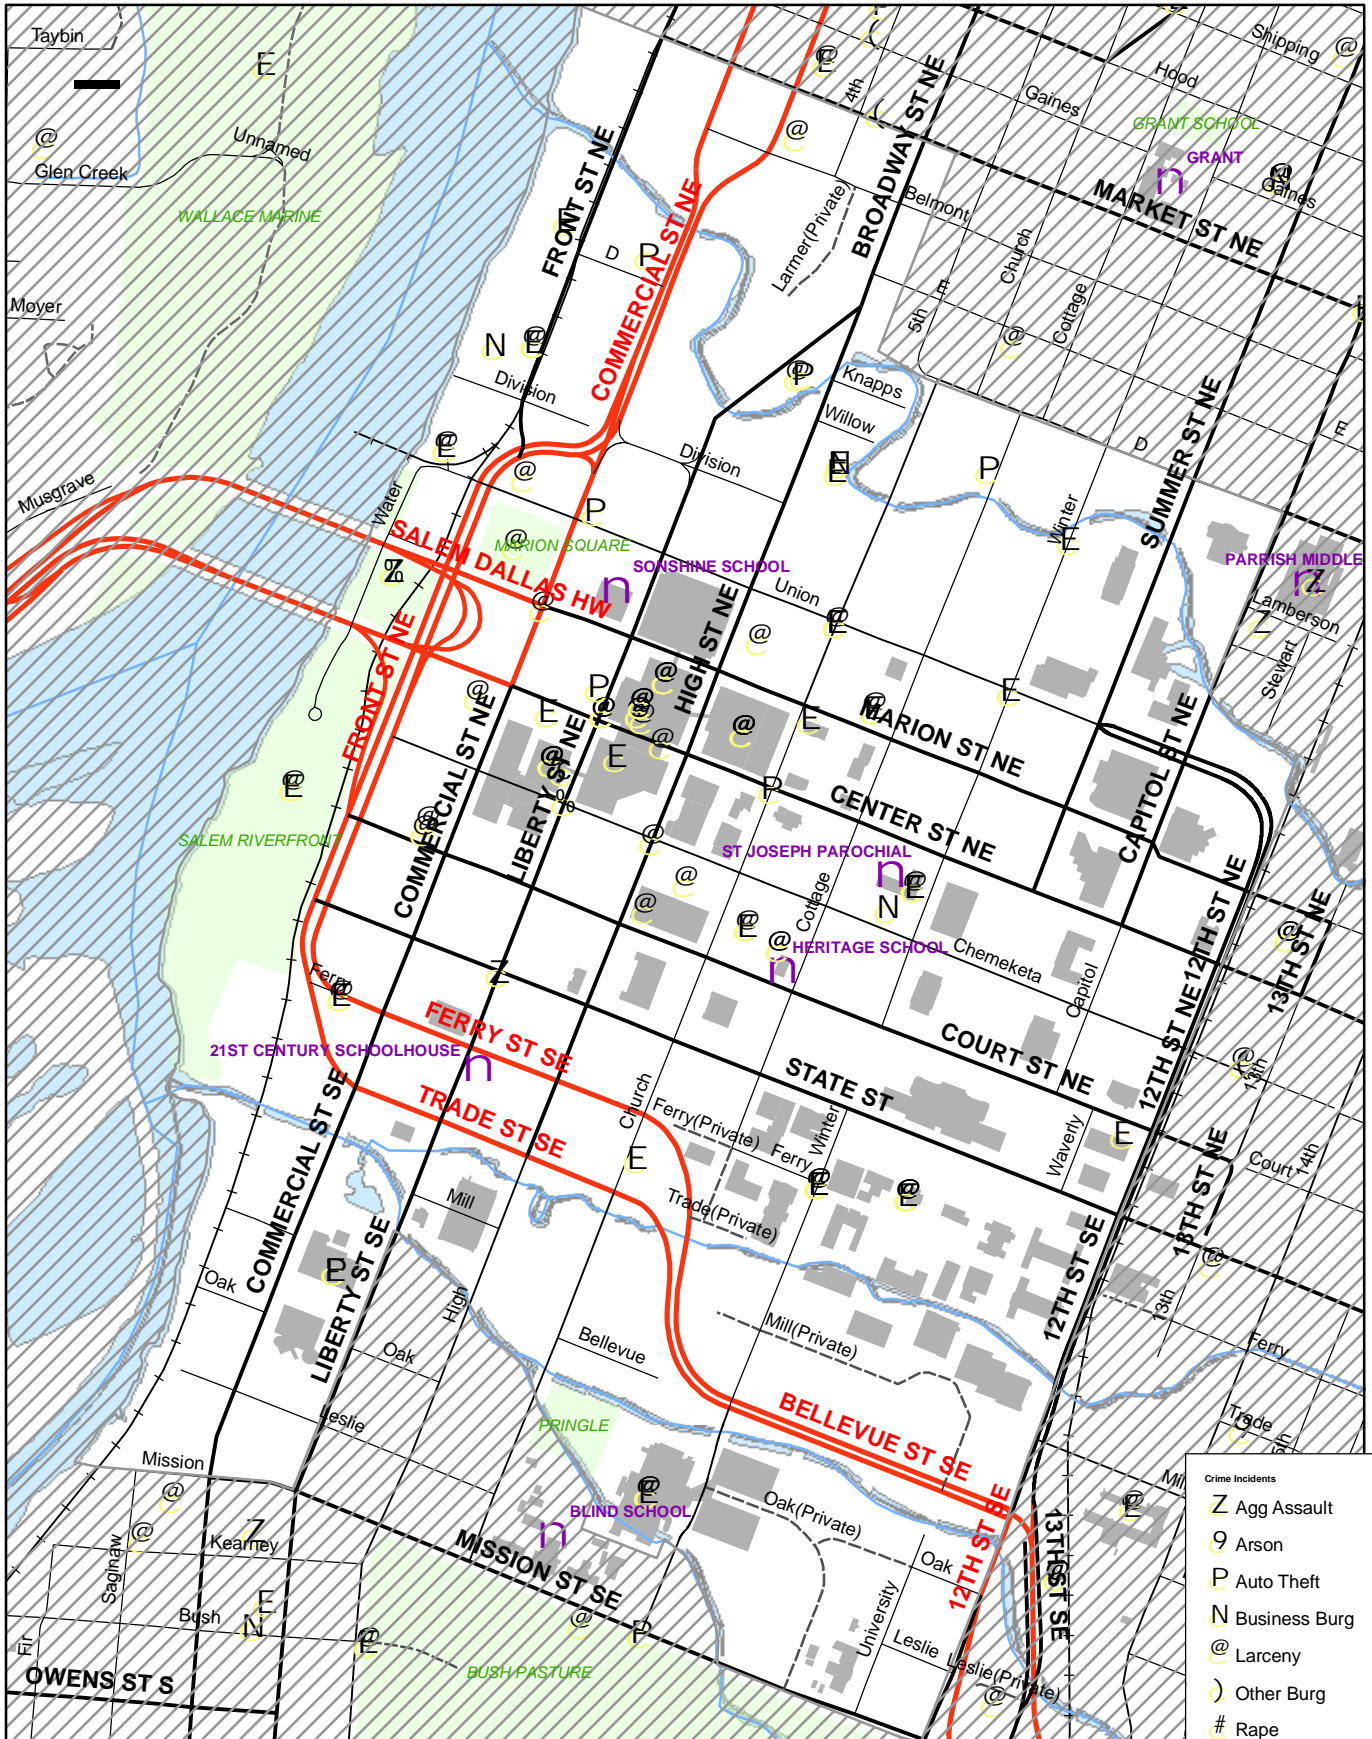 Taybin
Shipping
Hood
Gaines
4th
GRANT SCHOOL
GRANT
Unnamed
Glen Creek
Gaines
MARKET ST NE
BROADWAY ST NE
FRONT ST NE
Belmont
Larmer(Private)
WALLACE MARINE
COMMERCIAL ST NE
D
Church
Cottage
5th
Moyer
Division
Knapps
Willow
SUMMER ST NE
D
Division
Musgrave
Water
Winter
SALEM DALLAS HW
MARION SQUARE
SONSHINE SCHOOL
PARRISH MIDDLE
Union
Lamberson
Stewart
HIGH ST NE
FRONT ST NE
COMMERCIAL ST NE
LIBERTY ST NE
MARION ST NE
CAPITOL ST NE
CENTER ST NE
SALEM RIVERFRONT
ST JOSEPH PAROCHIAL
Cottage
HERITAGE SCHOOL
Chemeketa
Capitol
12TH ST NE
12TH ST NE
13TH ST NE
Ferry
FERRY ST SE
COURT ST NE
21ST CENTURY SCHOOLHOUSE
STATE ST
13th
TRADE ST SE
Church
Ferry(Private)
Ferry
Winter
Waverly
Court
14th
13TH ST NE
COMMERCIAL ST SE
Mill
Trade(Private)
LIBERTY ST SE
Oak
High
12TH ST SE
13th
Mill(Private)
Ferry
Bellevue
Oak
Leslie
PRINGLE
BELLEVUE ST SE
Trade
Mission
BLIND SCHOOL
Oak(Private)
12TH ST SE
13TH ST SE
Kearney
Saginaw
MISSION ST SE
Oak
University
Bush
Fir
Leslie
Leslie(Private)
BUSH PASTURE
OWENS ST S
Crime Incidents
Z Agg Assault
9 Arson
P Auto Theft
N Business Burg
@ Larceny
) Other Burg
# Rape